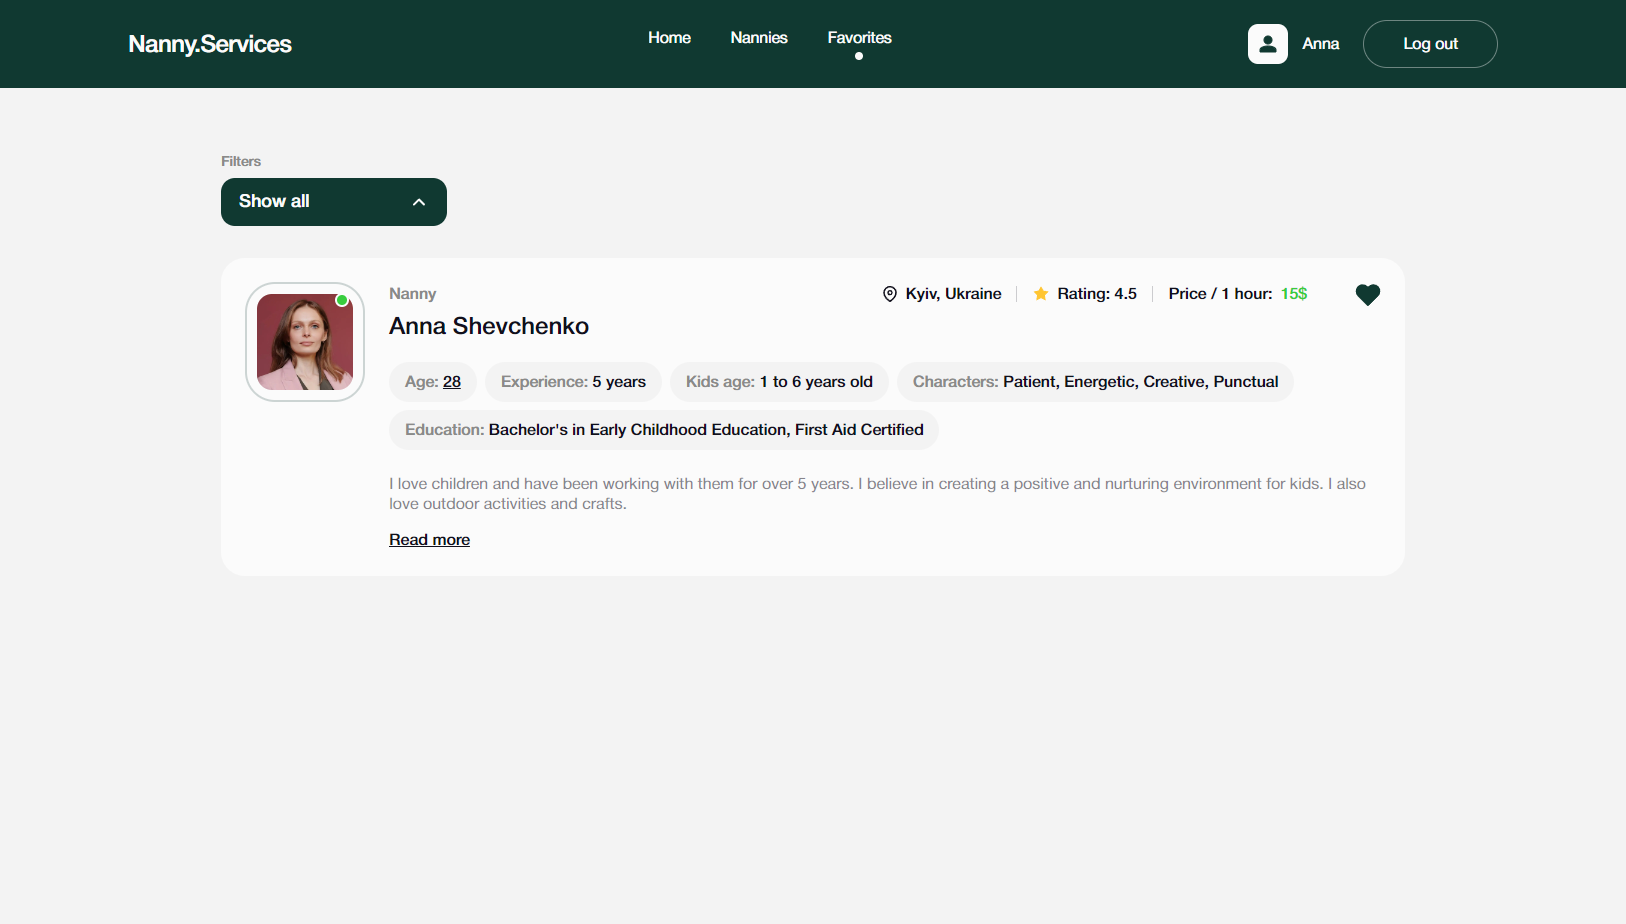 Nanny.Services
Home
Nannies
Favorites
Anna
Log out
Filters
Show all
Nanny
Kyiv, Ukraine
Rating: 4.5
Price / 1 hour: 15$
Anna Shevchenko
Age: 28
Experience: 5 years
Kids age: 1 to 6 years old
Characters: Patient, Energetic, Creative, Punctual
Education: Bachelor's in Early Childhood Education, First Aid Certified
I love children and have been working with them for over 5 years. I believe in creating a positive and nurturing environment for kids. I also
love outdoor activities and crafts.
Read more